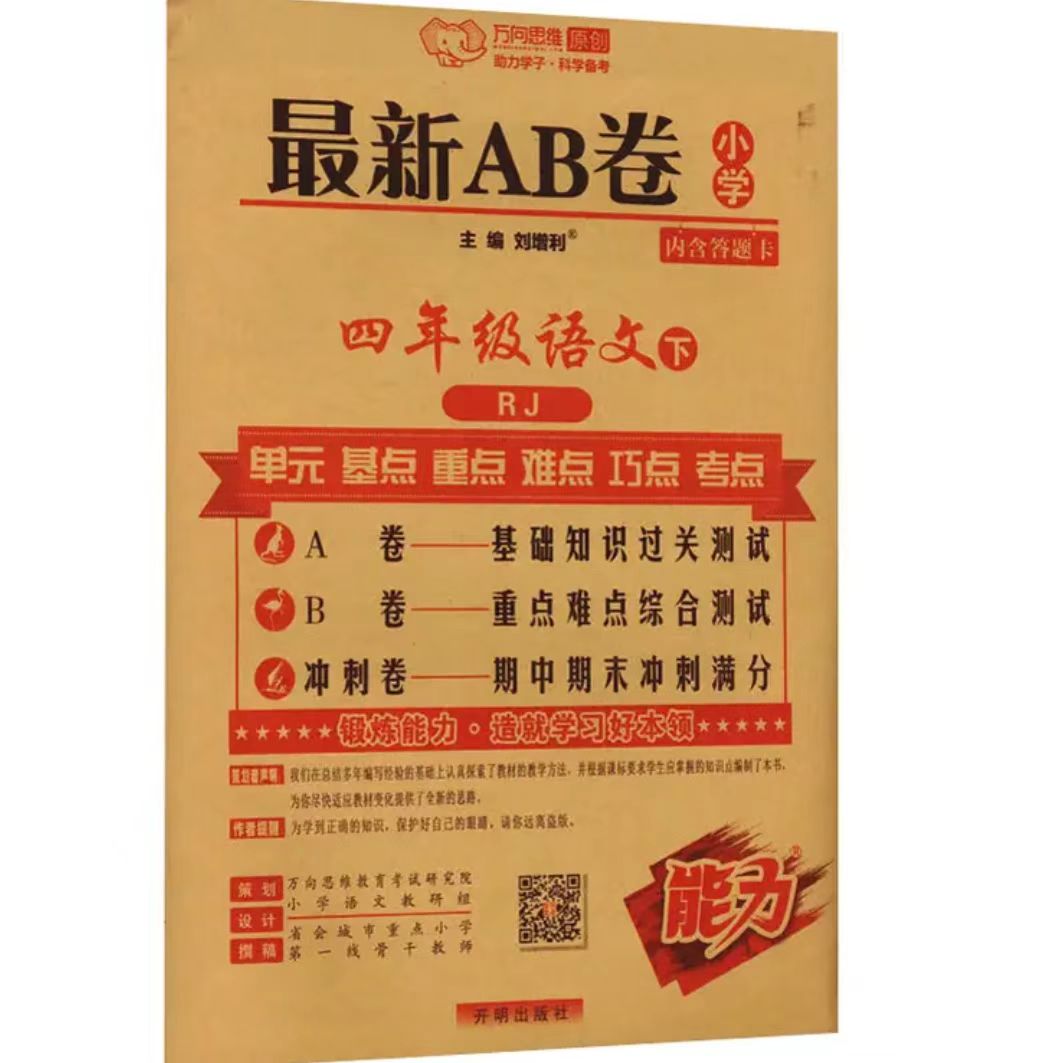 万向思维 原创
助力学子·科学备考
最新AB卷 小学
主 编 刘增利®
内含答题卡
四年级语文 下
RJ
单元 基点 重点 难点 巧点 考点
A 卷——基础知识过关测试
B 卷——重点难点综合测试
冲刺卷——期中期末冲刺满分
★★★★★锻炼能力·造就学习好本领★★★★★
策划者声明 我们在总结多年编写经验的基础上认真探索了教材的教学方法,并根据课标要求学生应掌握的知识点编制了本书,
为你尽快适应教材变化提供了全新的思路。
作者提醒 为学到正确的知识,保护好自己的眼睛,请你远离盗版。
策划 万向思维教育考试研究院
小学语文教研组
设计
省会城市重点小学
撰稿 第一线骨干教师
能力®
开明出版社